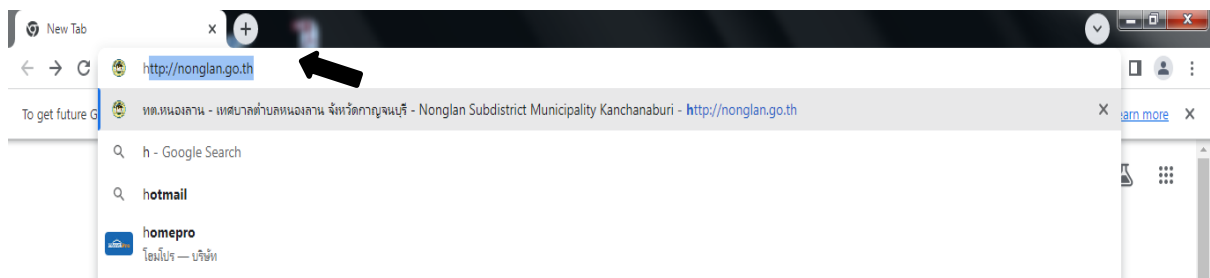 New Tab
http://nonglan.go.th
To get future G
ทต.หนองลาน - เทศบาลตำบลหนองลาน จังหวัดกาญจนบุรี - Nonglan Subdistrict Municipality Kanchanaburi - http://nonglan.go.th
earn more
h - Google Search
hotmail
homepro
โฮมโปร — บริษัท